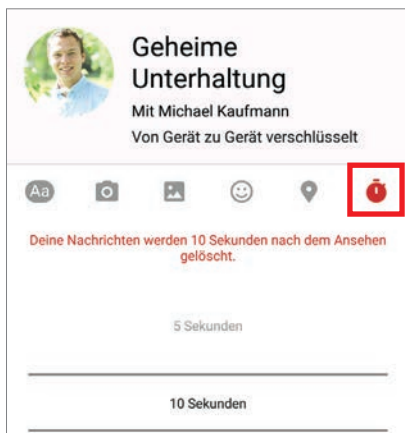 Geheime
Unterhaltung
Mit Michael Kaufmann
Von Gerät zu Gerät verschlüsselt
Aa
Deine Nachrichten werden 10 Sekunden nach dem Ansehen
gelöscht.
5 Sekunden
10 Sekunden